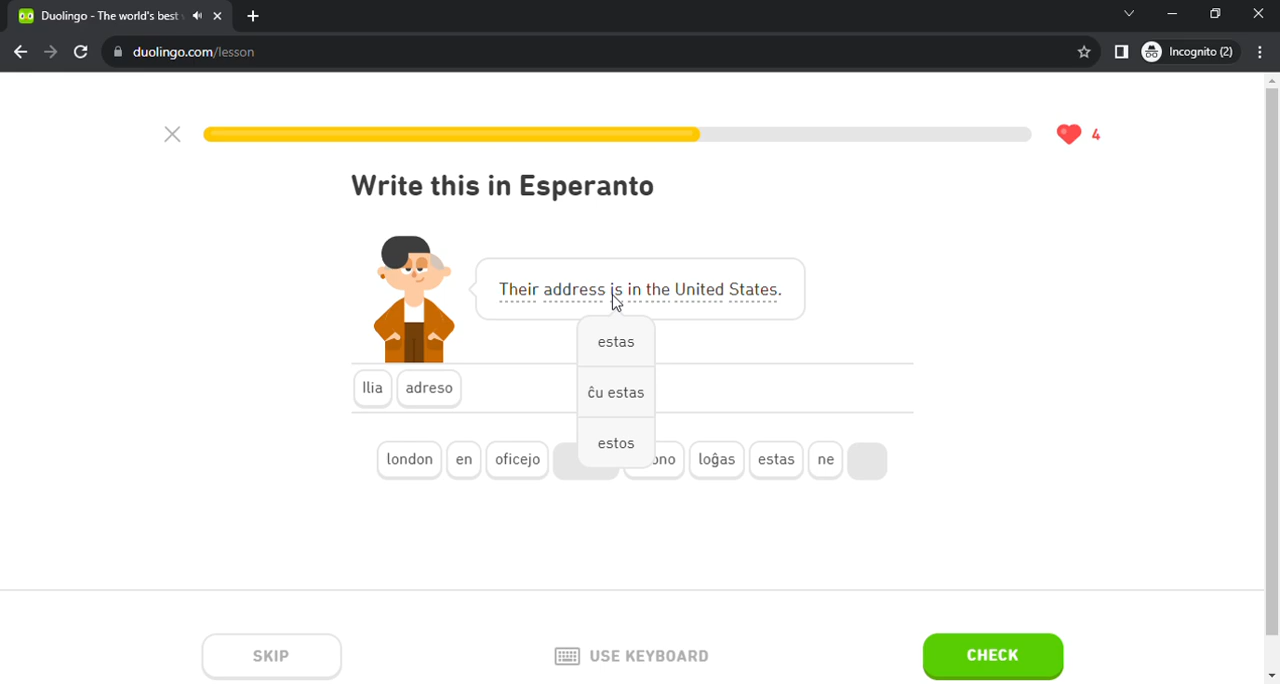 Duolingo - The world's best
duolingo.com/lesson
Incognito (2)
4
Write this in Esperanto
Their address is in the United States.
estas
ĉu estas
estos
Ilia adreso
london en oficejo ono loĝas estas ne
SKIP USE KEYBOARD CHECK